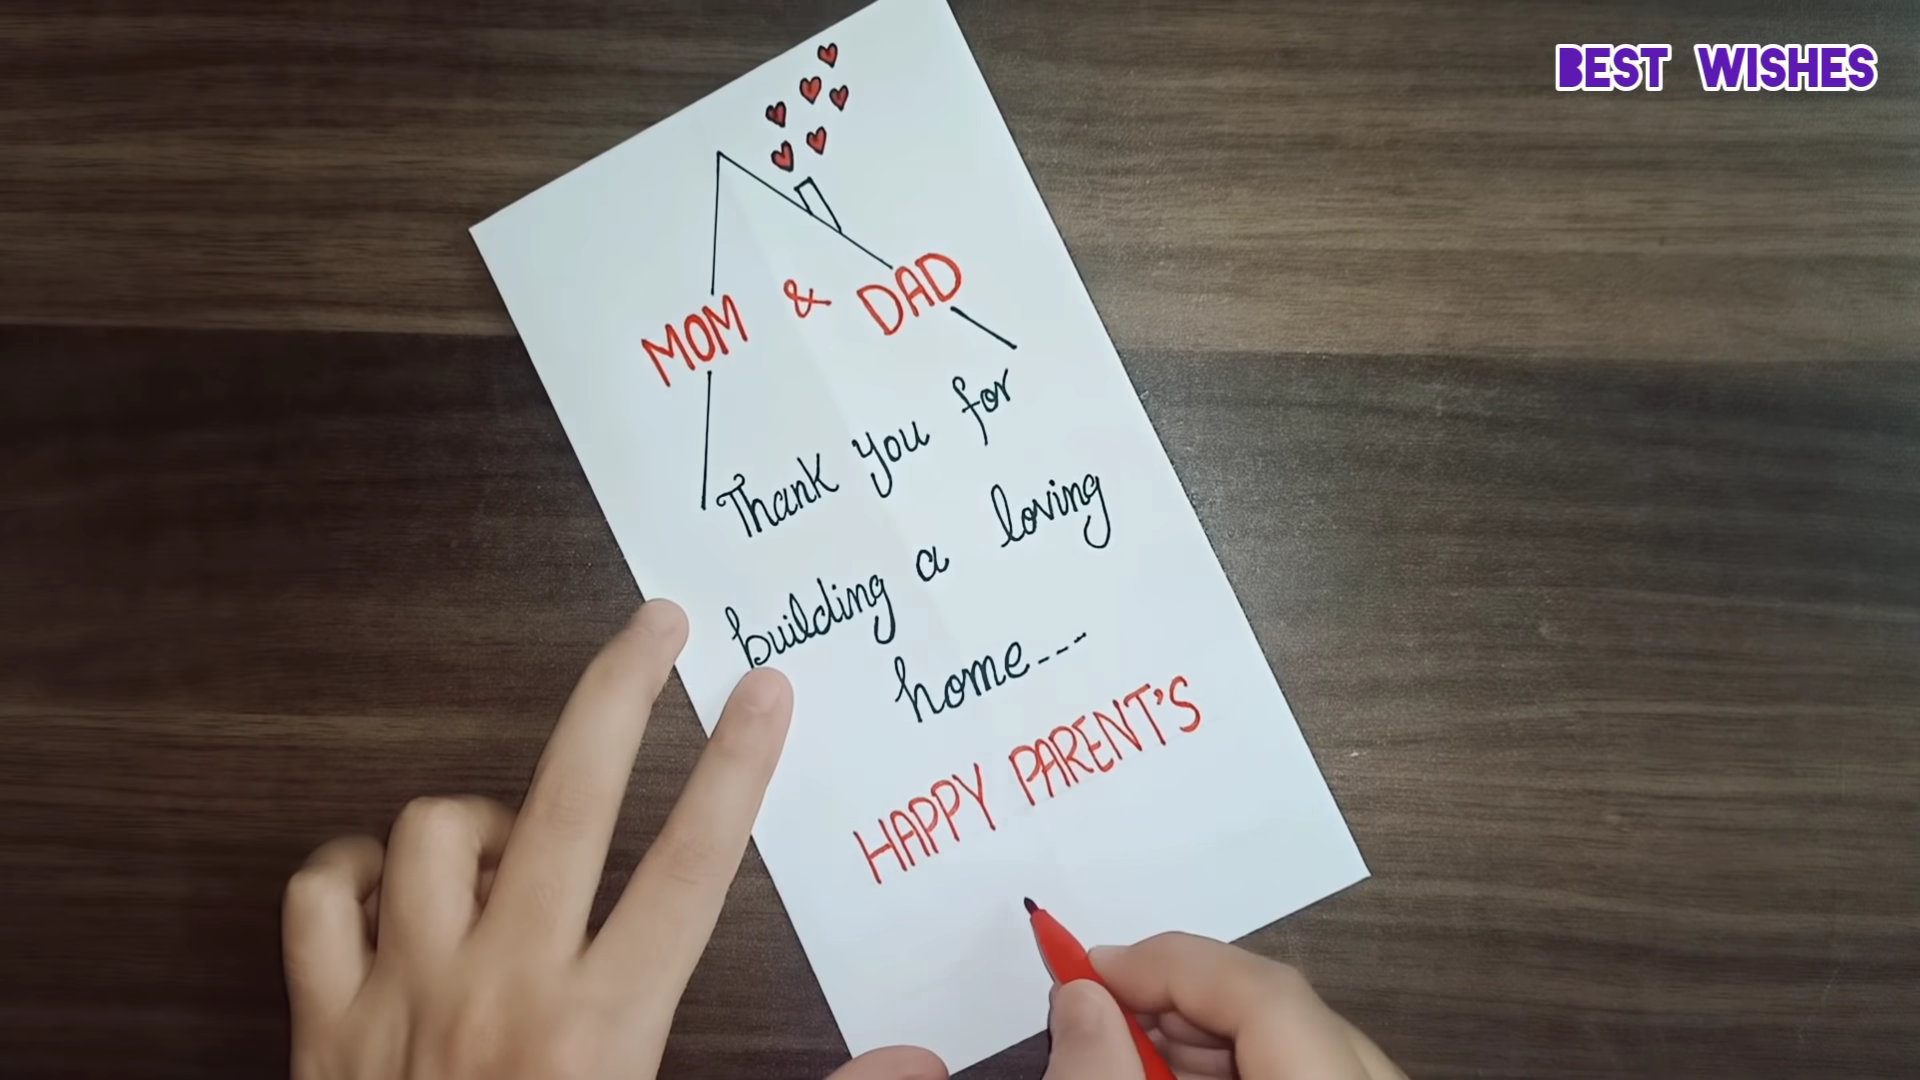 BEST WISHES
MOM & DAD
Thank you for
building a loving
home---
HAPPY PARENT'S